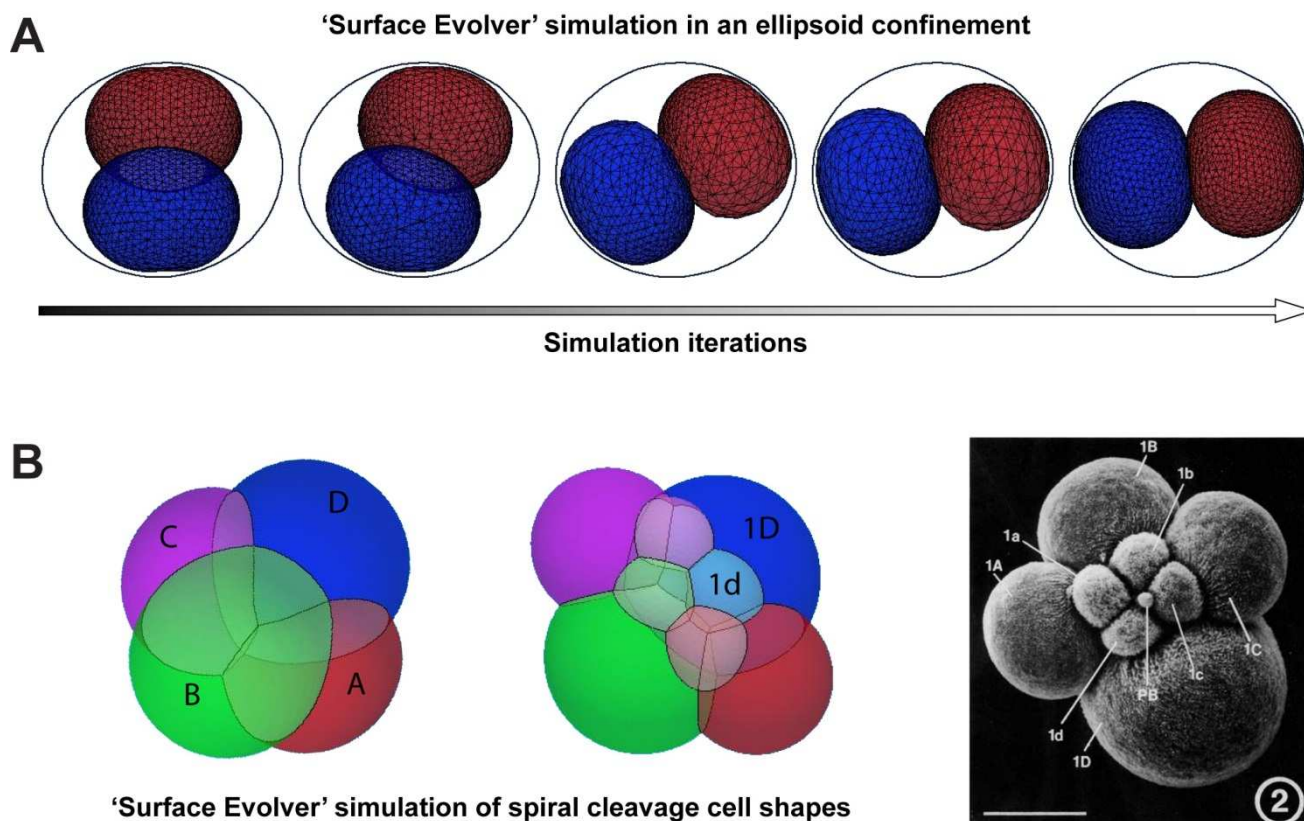 A
‘Surface Evolver’ simulation in an ellipsoid confinement
Simulation iterations
B
C
D
B
A
1D
1d
‘Surface Evolver’ simulation of spiral cleavage cell shapes
1B
1b
1a
1A
1C
1c
PB
1d
1D
2